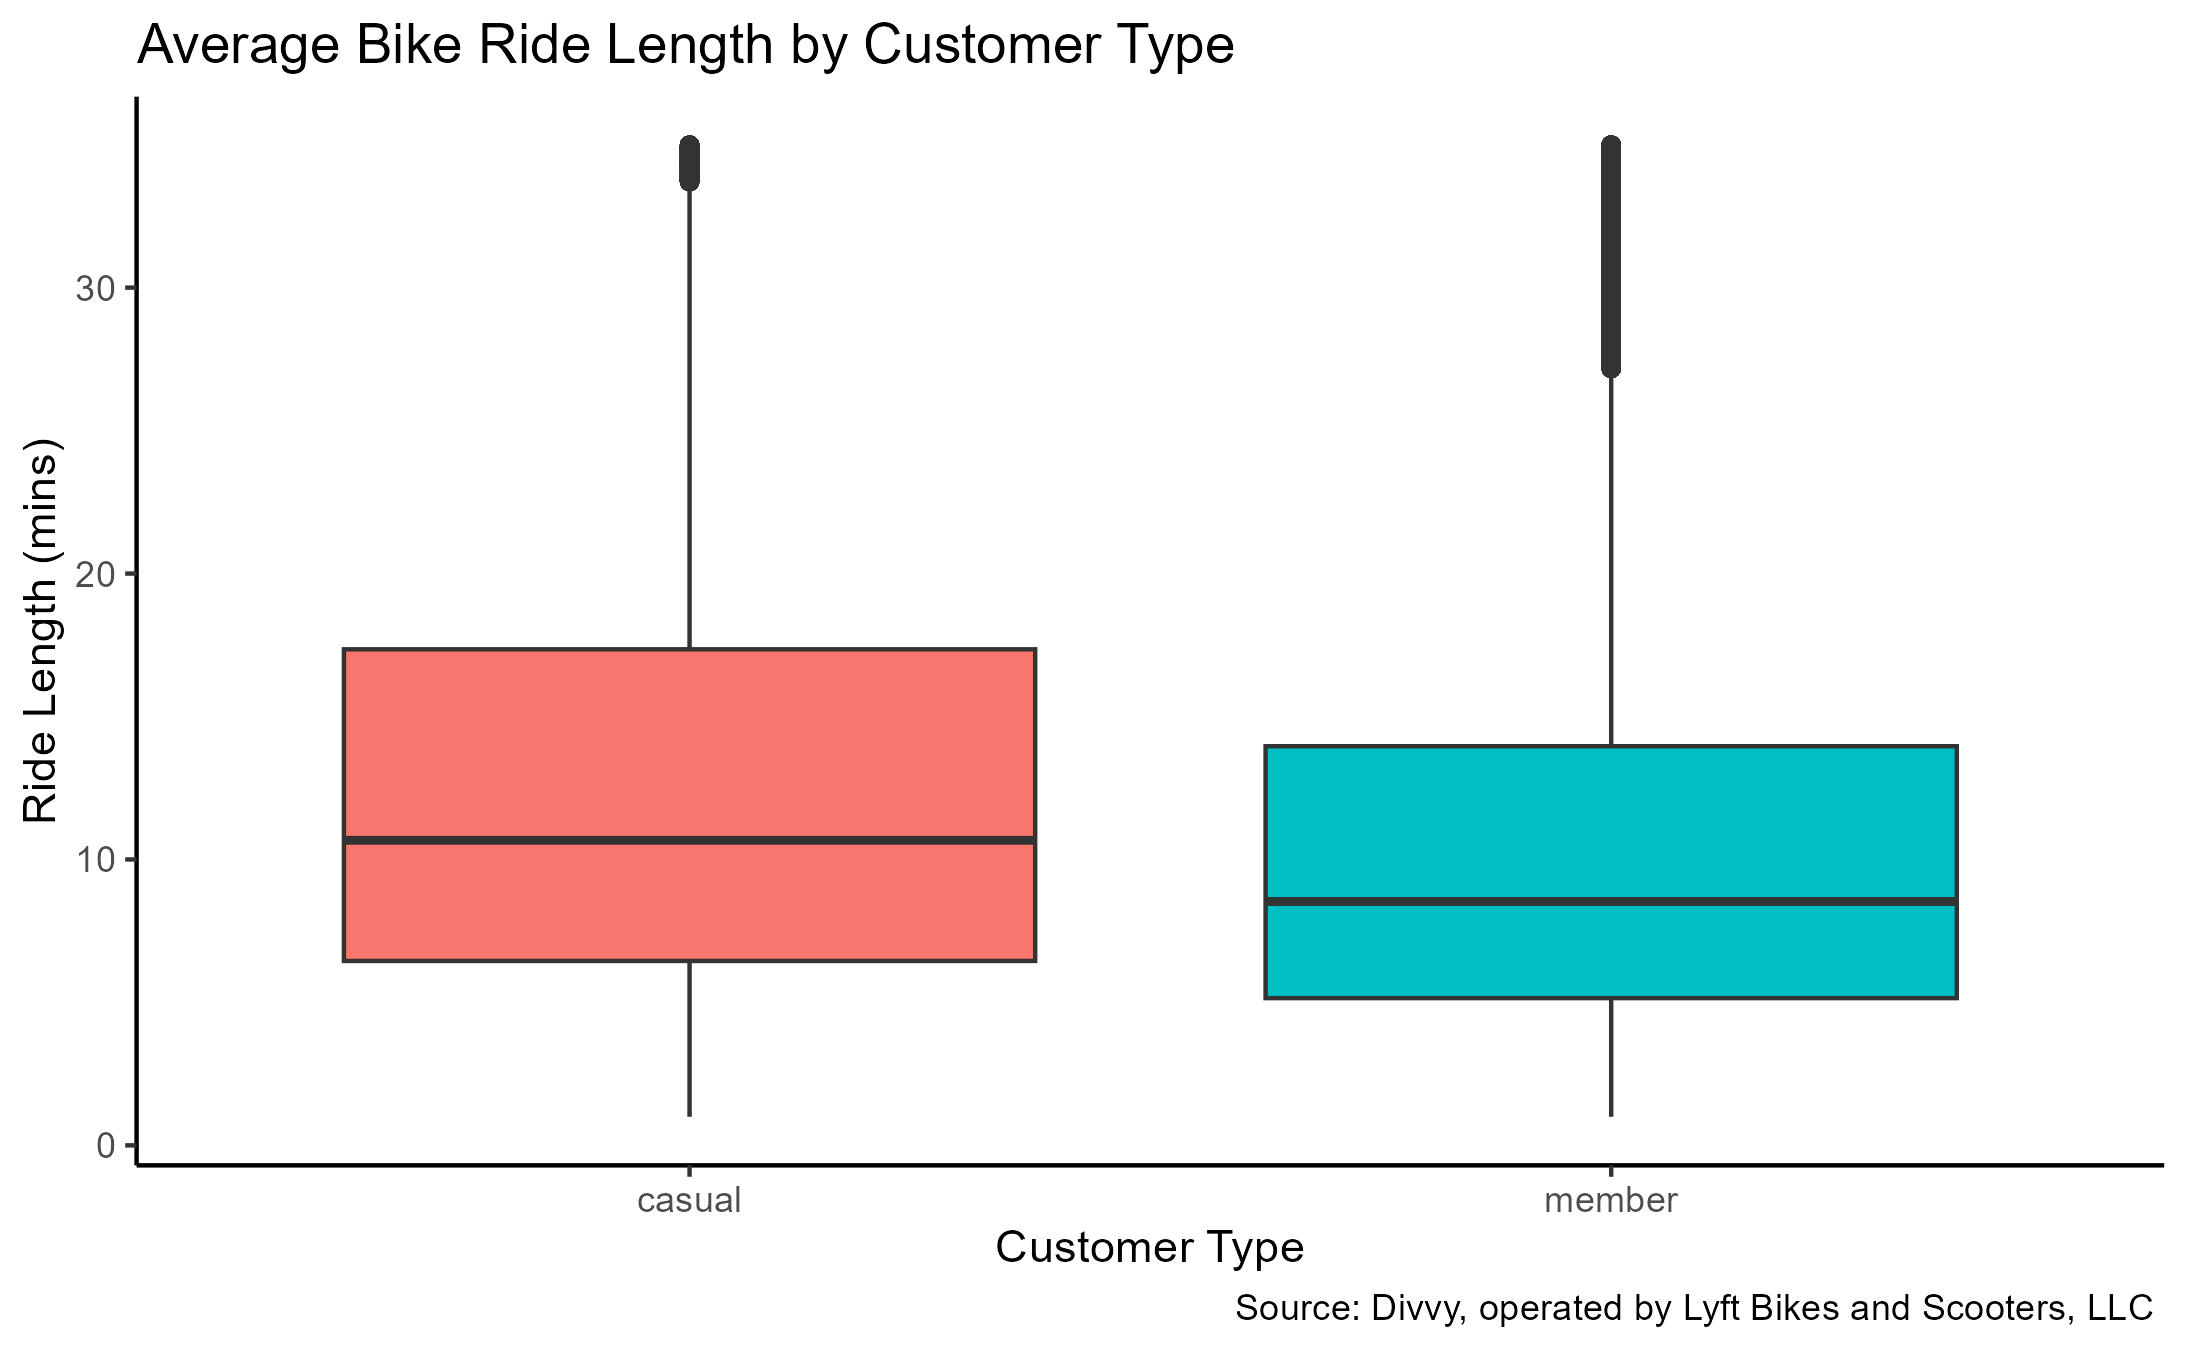 Average Bike Ride Length by Customer Type
Ride Length (mins)
30
20
10
0
casual
member
Customer Type
Source: Divvy, operated by Lyft Bikes and Scooters, LLC